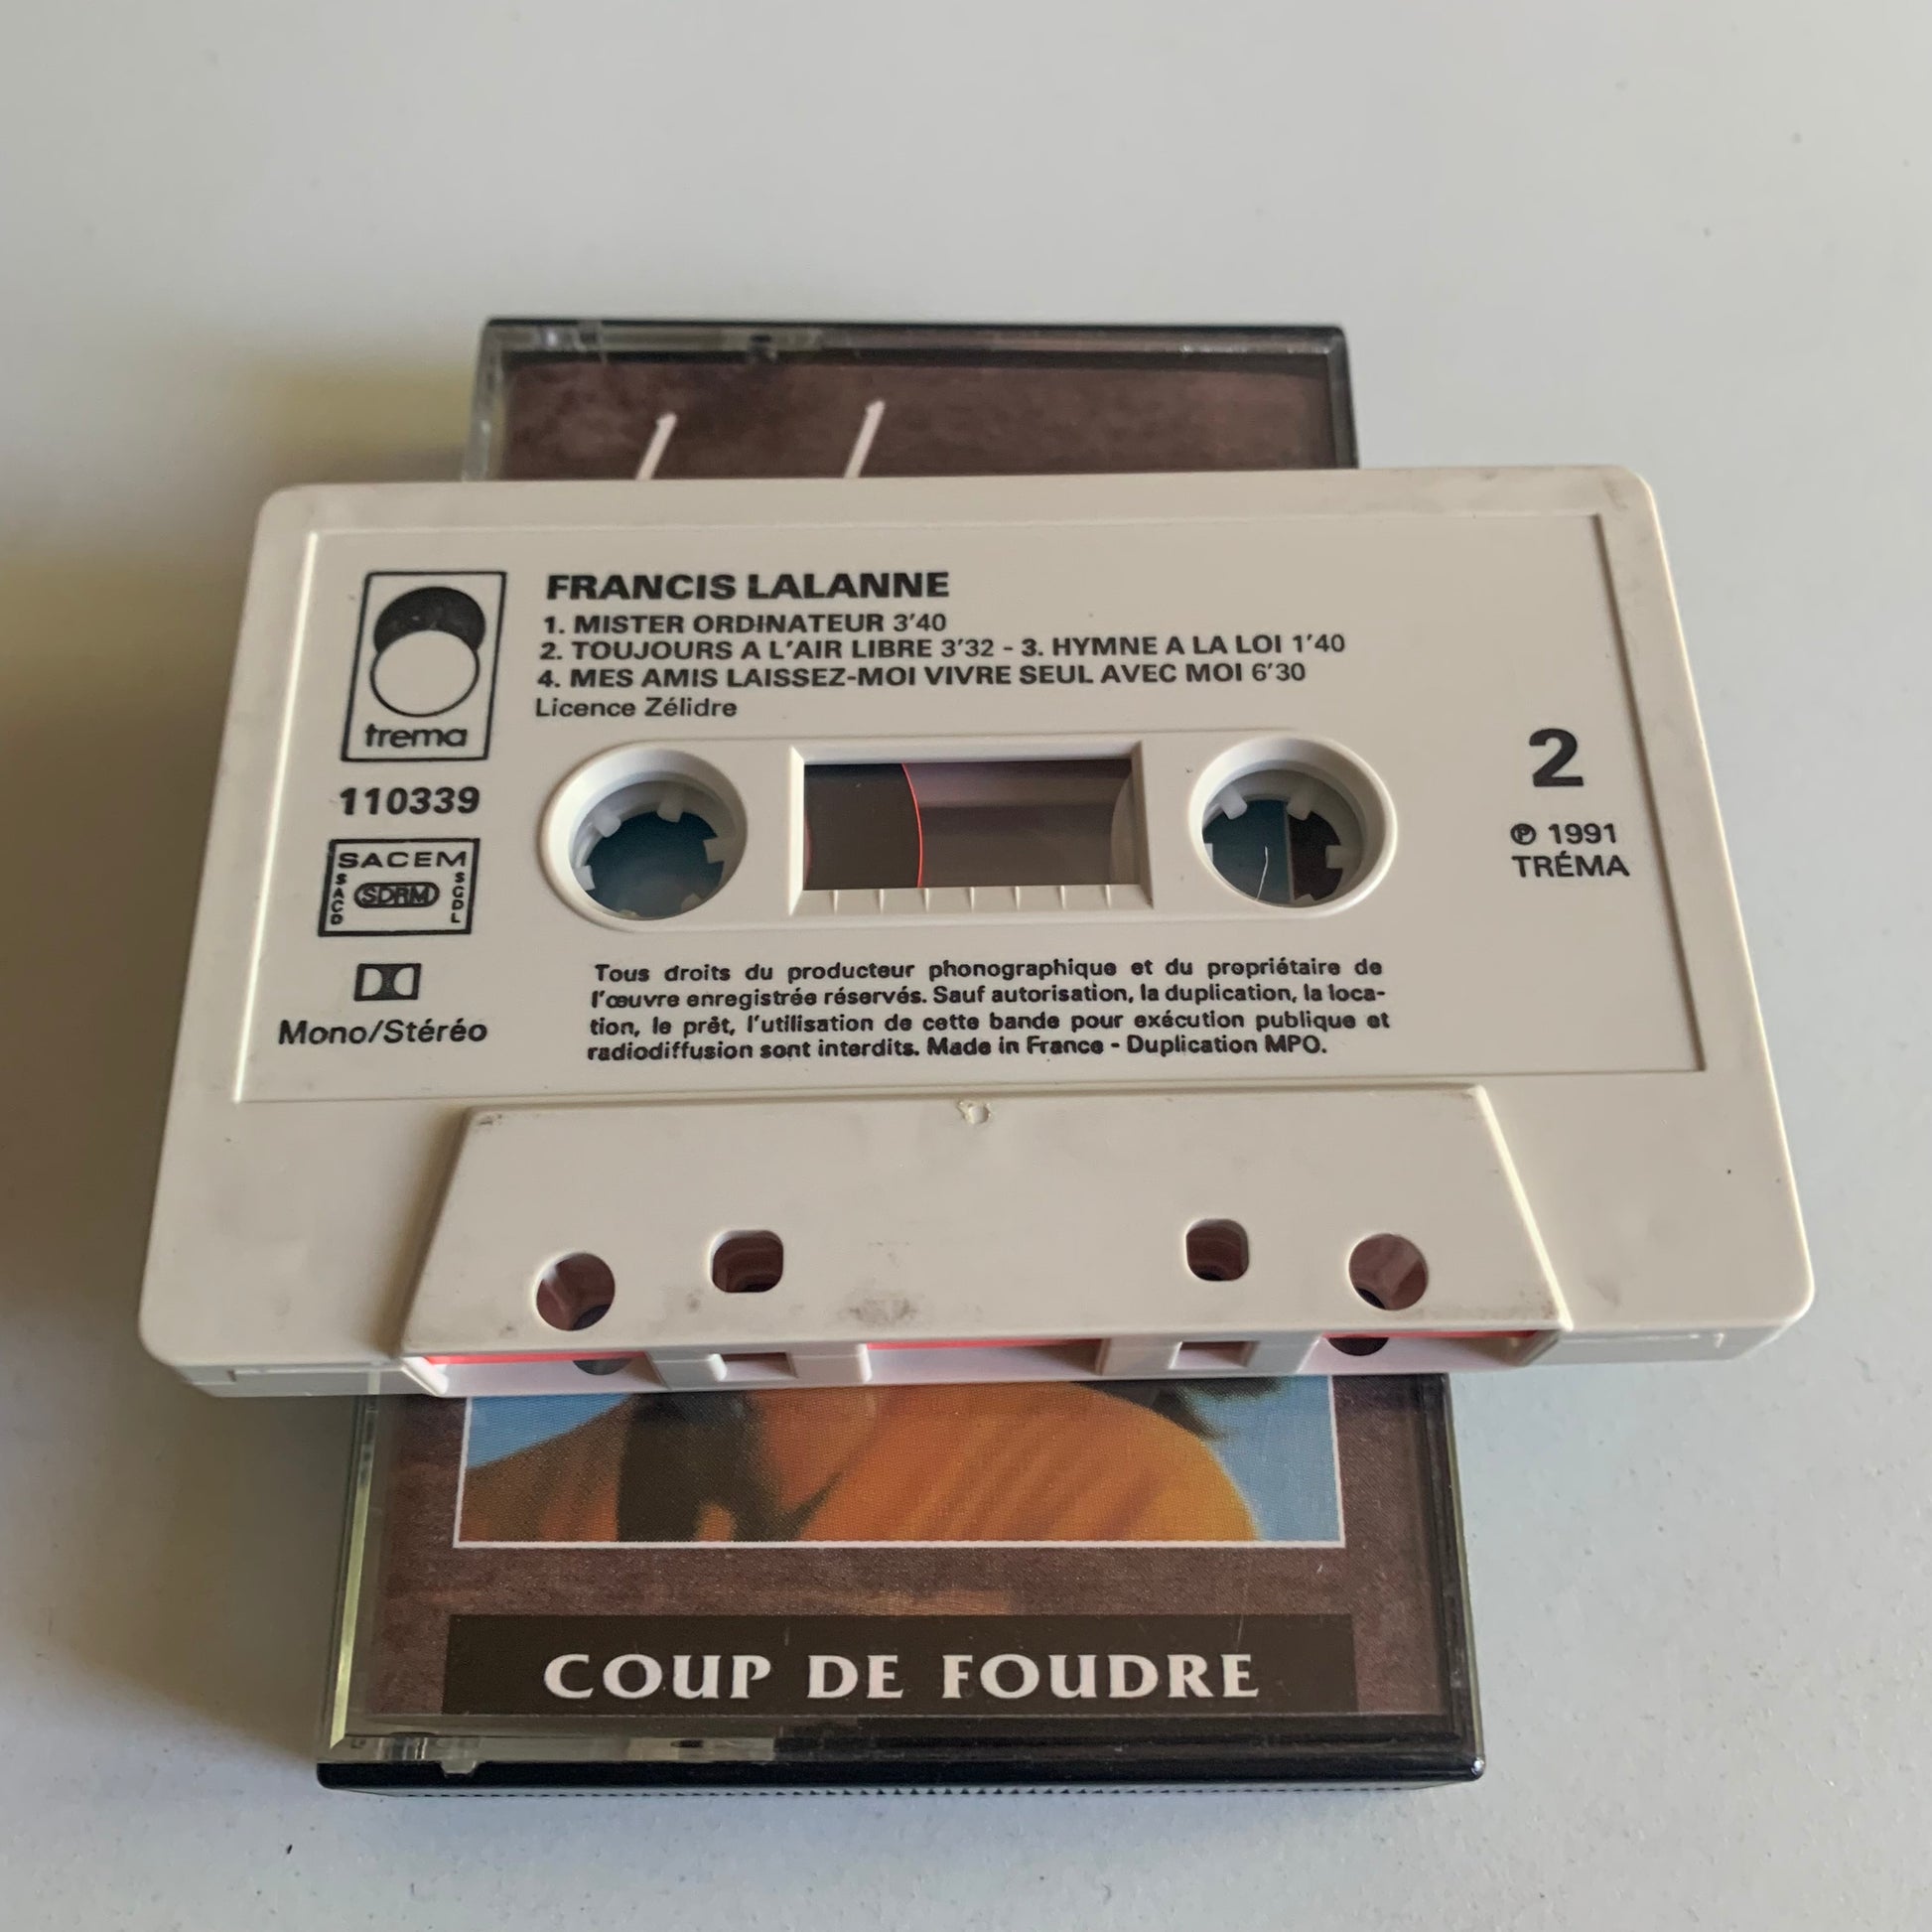 FRANCIS LALANNE
1. MISTER ORDINATEUR 3'40
2. TOUJOURS A L'AIR LIBRE 3'32 - 3. HYMNE A LA LOI 1'40
4. MES AMIS LAISSEZ-MOI VIVRE SEUL AVEC MOI 6'30
Licence Zélidre
trema
110339
SACEM
SACD
SDRM
SGDL
Mono/Stéréo
2
℗ 1991
TRÉMA
Tous droits du producteur phonographique et du propriétaire de
l'œuvre enregistrée réservés. Sauf autorisation, la duplication, la loca-
tion, le prêt, l'utilisation de cette bande pour exécution publique et
radiodiffusion sont interdits. Made in France - Duplication MPO.
COUP DE FOUDRE